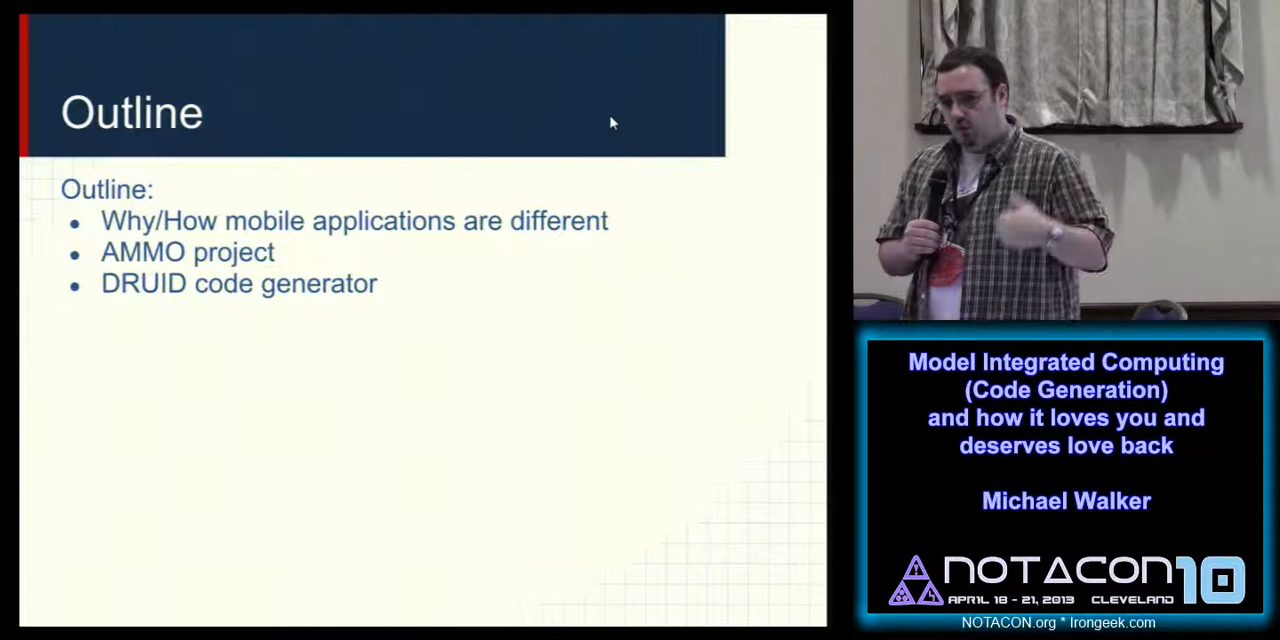 Outline
Outline:
• Why/How mobile applications are different
• AMMO project
• DRUID code generator
Model Integrated Computing
(Code Generation)
and how it loves you and
deserves love back
Michael Walker
NOTACON 10
APRIL 18 - 21, 2013 CLEVELAND
NOTACON.org * Irongeek.com